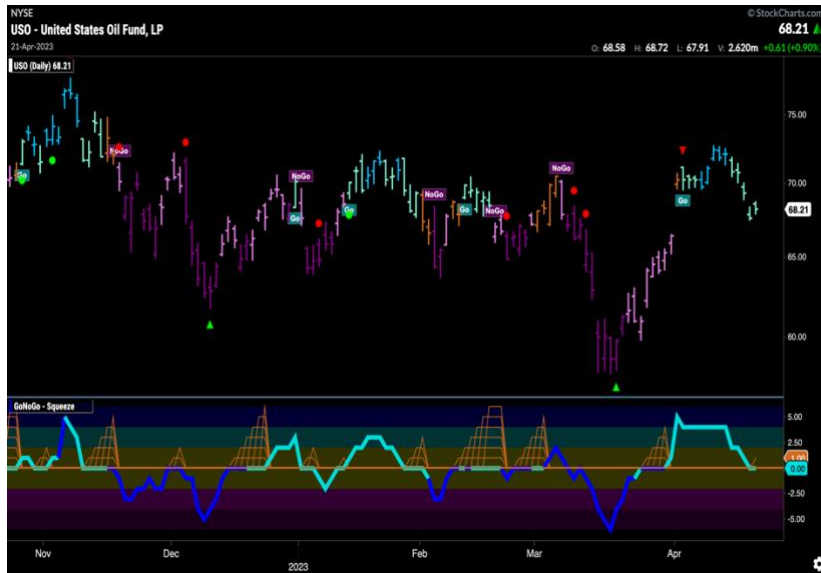 NYSE
© StockCharts.com
USO - United States Oil Fund, LP
68.21
21-Apr-2023
O: 68.58 H: 68.72 L: 67.91 V: 2.620m +0.61 (+0.90%)
USO (Daily) 68.21
75.00
NoGo
NoGo
NoGo
Go
70.00
NoGo
Go
Go
Go
NoGo
Go
68.21
65.00
60.00
GoNoGo - Squeeze
5.00
2.50
1.00
0.00
-2.50
-5.00
Nov
Dec
2023
Feb
Mar
Apr